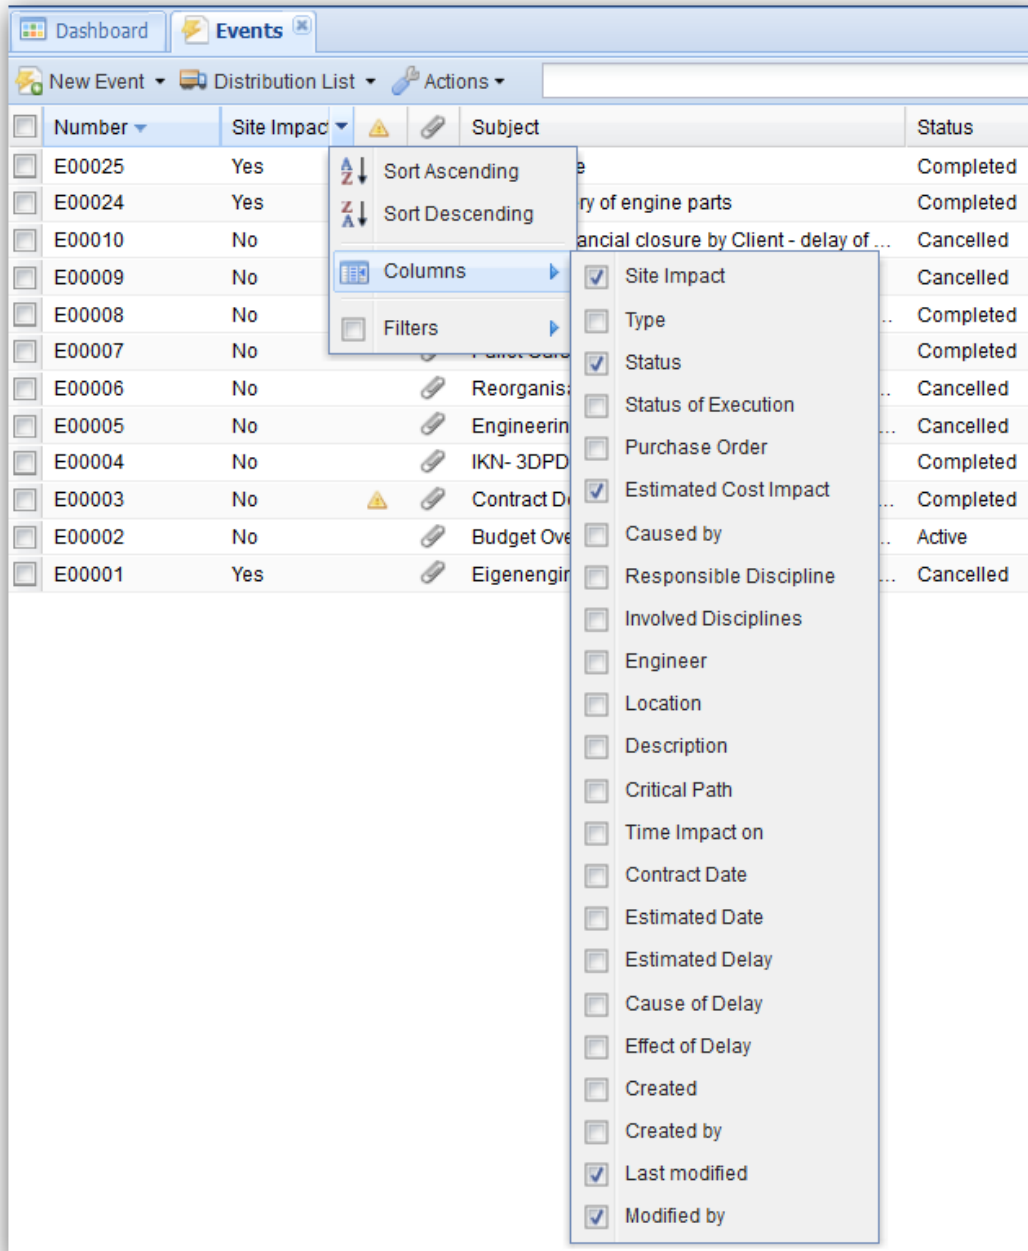 Dashboard Events
New Event Distribution List Actions
Number Site Impac Subject Status
E00025 Yes Completed
E00024 Yes ry of engine parts Completed
E00010 No ancial closure by Client - delay of ... Cancelled
E00009 No Cancelled
E00008 No .. Completed
E00007 No Completed
E00006 No Reorganisa .. Cancelled
E00005 No Engineerin ... Cancelled
E00004 No IKN- 3DPD Completed
E00003 No Contract De ... Completed
E00002 No Budget Ove .. Active
E00001 Yes Eigenengir ... Cancelled
Sort Ascending
Sort Descending
Columns
Filters
Site Impact
Type
Status
Status of Execution
Purchase Order
Estimated Cost Impact
Caused by
Responsible Discipline
Involved Disciplines
Engineer
Location
Description
Critical Path
Time Impact on
Contract Date
Estimated Date
Estimated Delay
Cause of Delay
Effect of Delay
Created
Created by
Last modified
Modified by